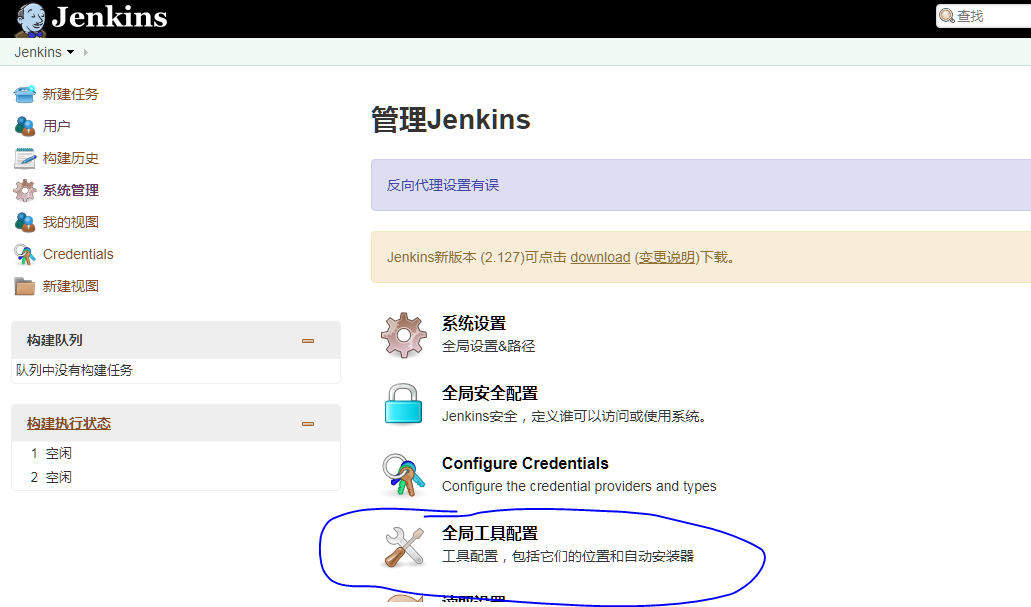 Jenkins
查找
Jenkins
新建任务
用户
构建历史
系统管理
我的视图
Credentials
新建视图
构建队列
队列中没有构建任务
构建执行状态
1 空闲
2 空闲
管理Jenkins
反向代理设置有误
Jenkins新版本 (2.127)可点击 download (变更说明)下载。
系统设置
全局设置&路径
全局安全配置
Jenkins安全，定义谁可以访问或使用系统。
Configure Credentials
Configure the credential providers and types
全局工具配置
工具配置，包括它们的位置和自动安装器
读取设置